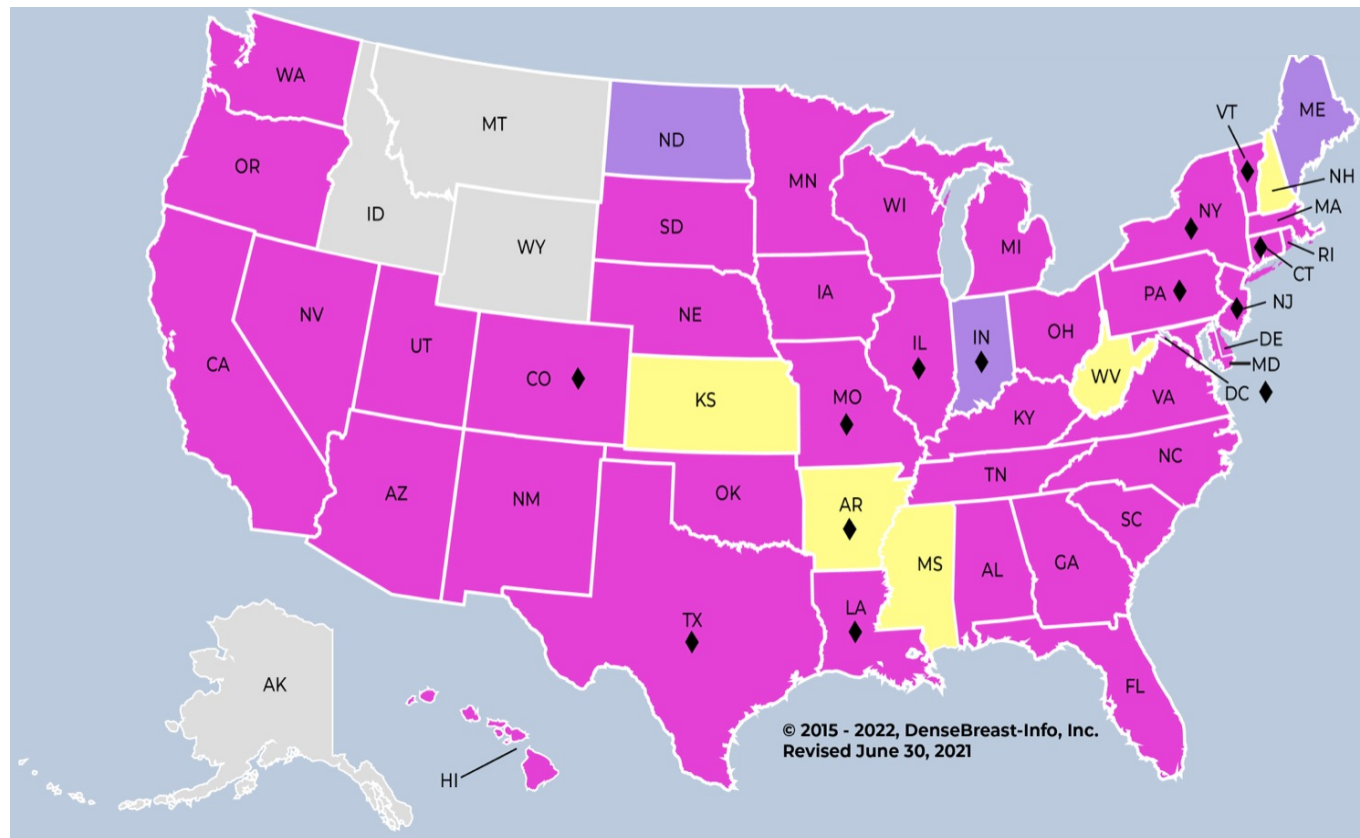 WA
MT
ND
ME
VT
OR
MN
NH
ID
WI
NY
MA
SD
WY
MI
RI
CT
IA
PA
NJ
NV
NE
OH
IN
DE
UT
IL
CA
MD
CO
WV
DC
KS
MO
VA
KY
NC
TN
AZ
OK
NM
AR
SC
MS
AL
GA
LA
TX
AK
FL
HI
© 2015 - 2022, DenseBreast-Info, Inc.
Revised June 30, 2021